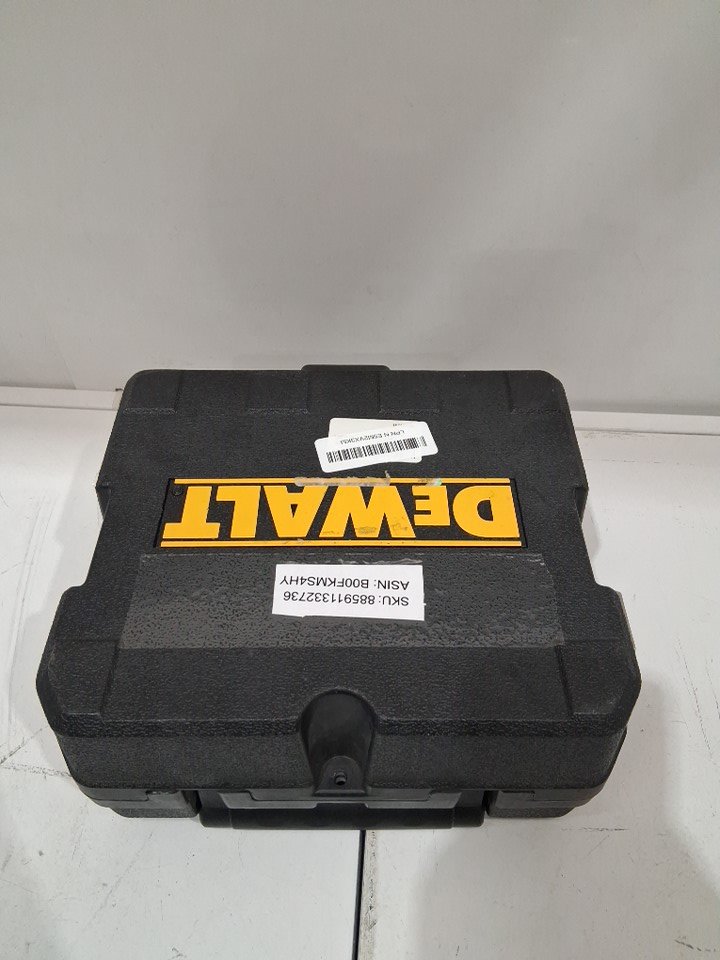 DEWALT
SKU: 885911332736
ASIN: B00FKMS4HY